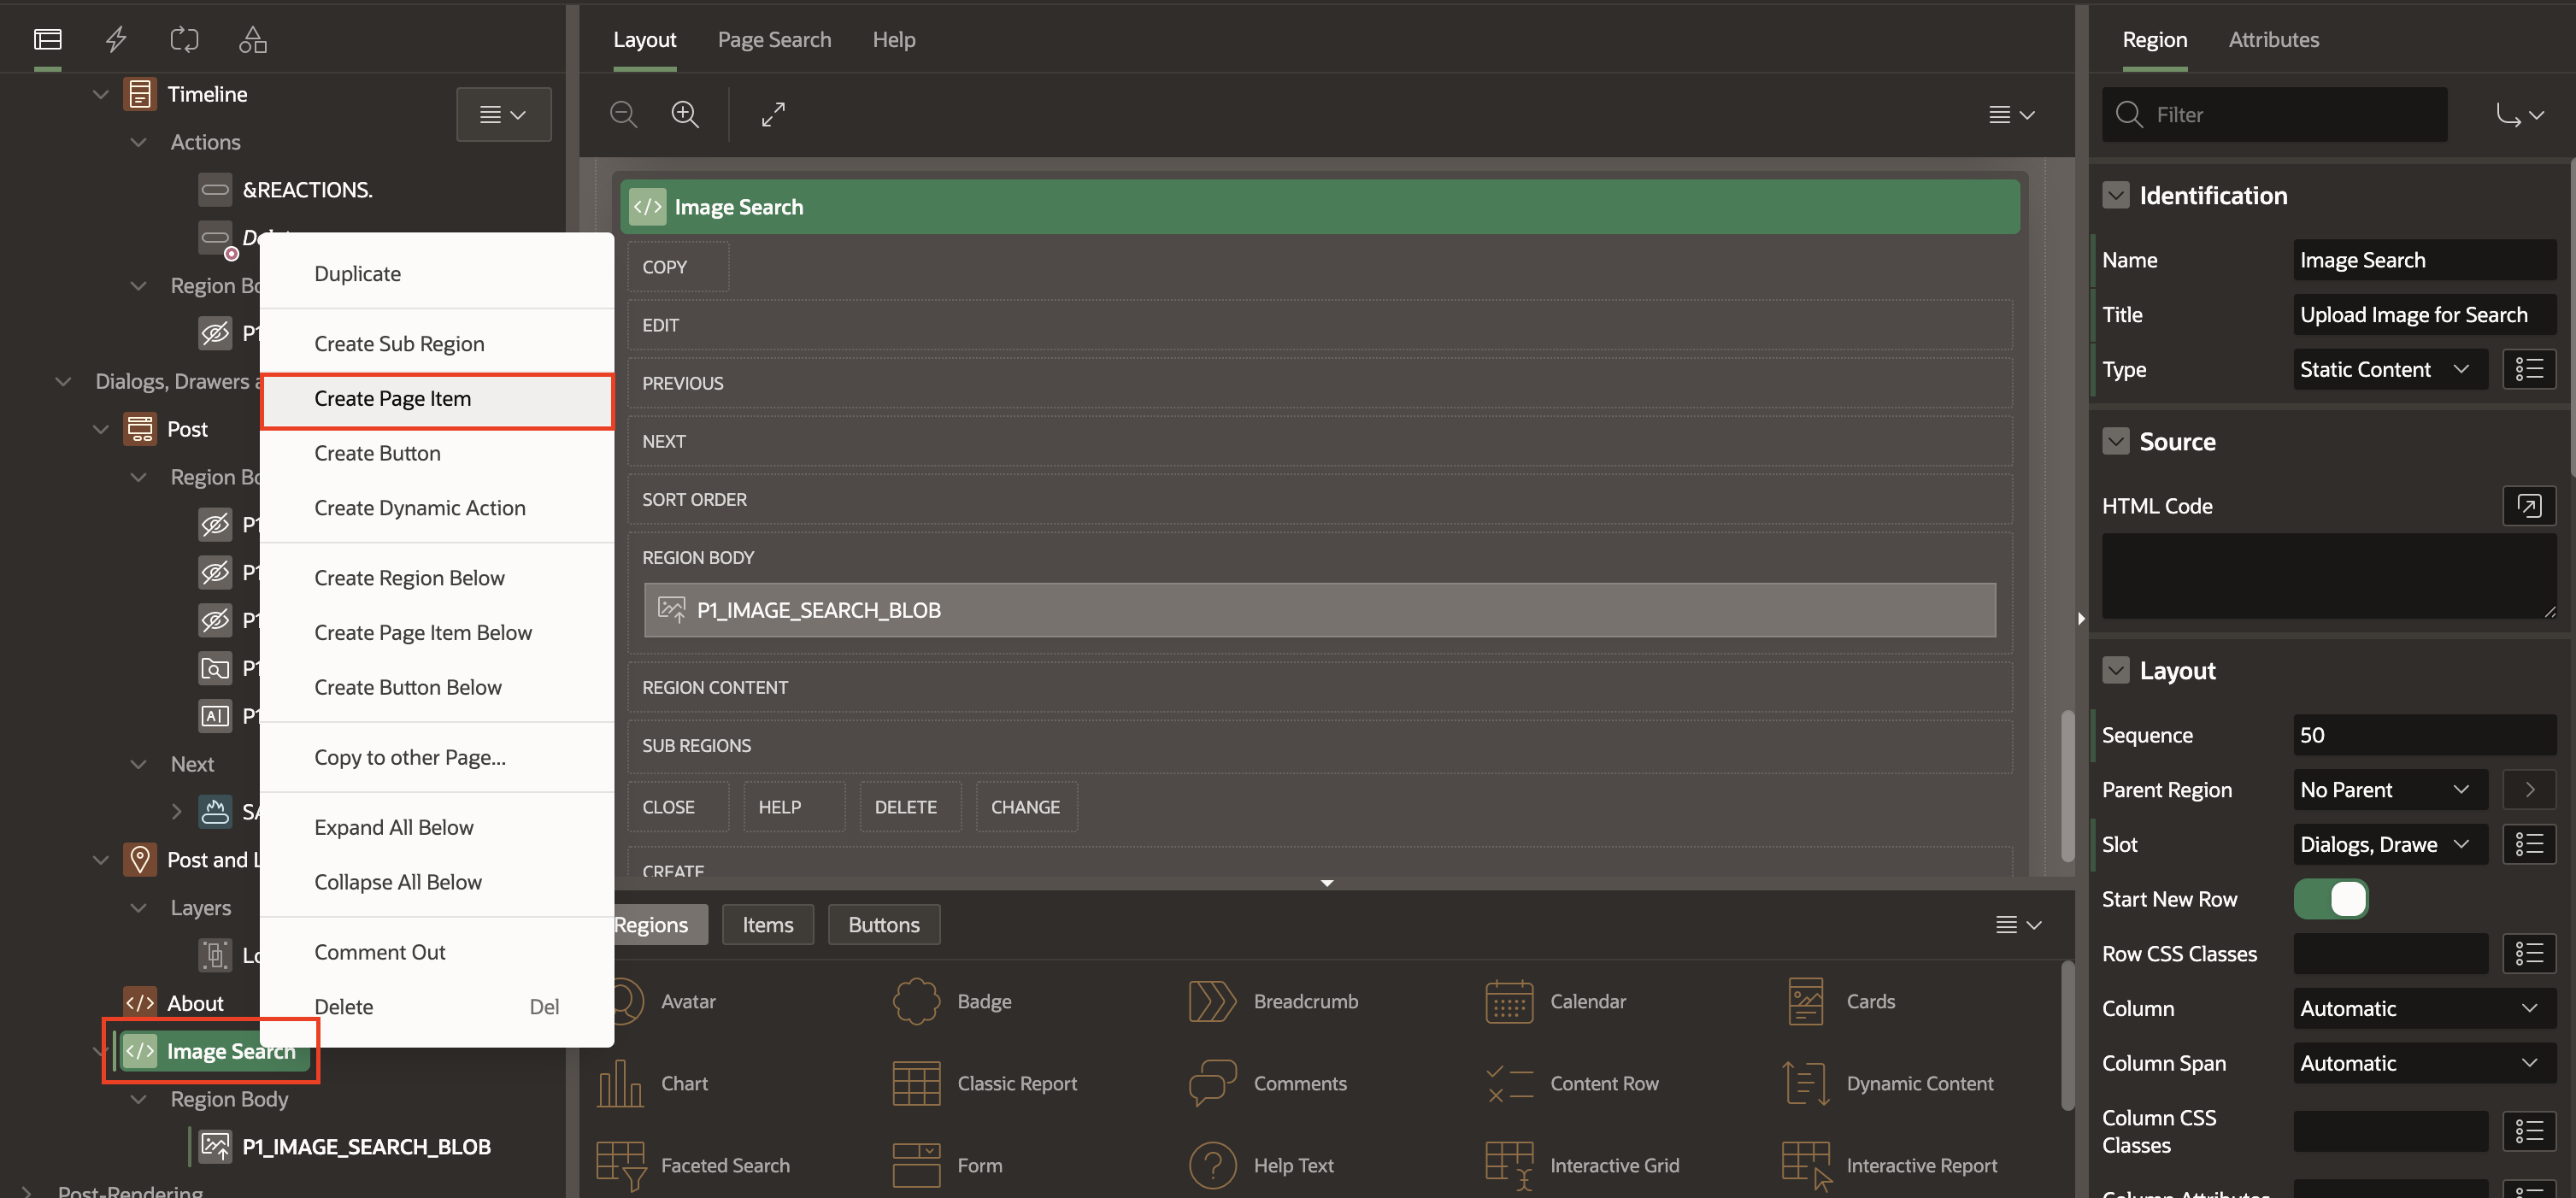 Timeline
Actions
&REACTIONS.
Region Bo
P1
Dialogs, Drawers a
Post
Region Bo
P1
P1
P1
P1
P1
Next
SA
Post and L
Layers
Lo
About
Image Search
Region Body
P1_IMAGE_SEARCH_BLOB
Post-Rendering
Duplicate
Create Sub Region
Create Page Item
Create Button
Create Dynamic Action
Create Region Below
Create Page Item Below
Create Button Below
Copy to other Page...
Expand All Below
Collapse All Below
Comment Out
Delete Del
Layout Page Search Help
Image Search
COPY
EDIT
PREVIOUS
NEXT
SORT ORDER
REGION BODY
P1_IMAGE_SEARCH_BLOB
REGION CONTENT
SUB REGIONS
CLOSE HELP DELETE CHANGE
CREATE
Regions Items Buttons
Avatar Badge Breadcrumb Calendar Cards
Chart Classic Report Comments Content Row Dynamic Content
Faceted Search Form Help Text Interactive Grid Interactive Report
Region Attributes
Filter
Identification
Name Image Search
Title Upload Image for Search
Type Static Content
Source
HTML Code
Layout
Sequence 50
Parent Region No Parent
Slot Dialogs, Drawe
Start New Row
Row CSS Classes
Column Automatic
Column Span Automatic
Column CSS
Classes
Column Attributes